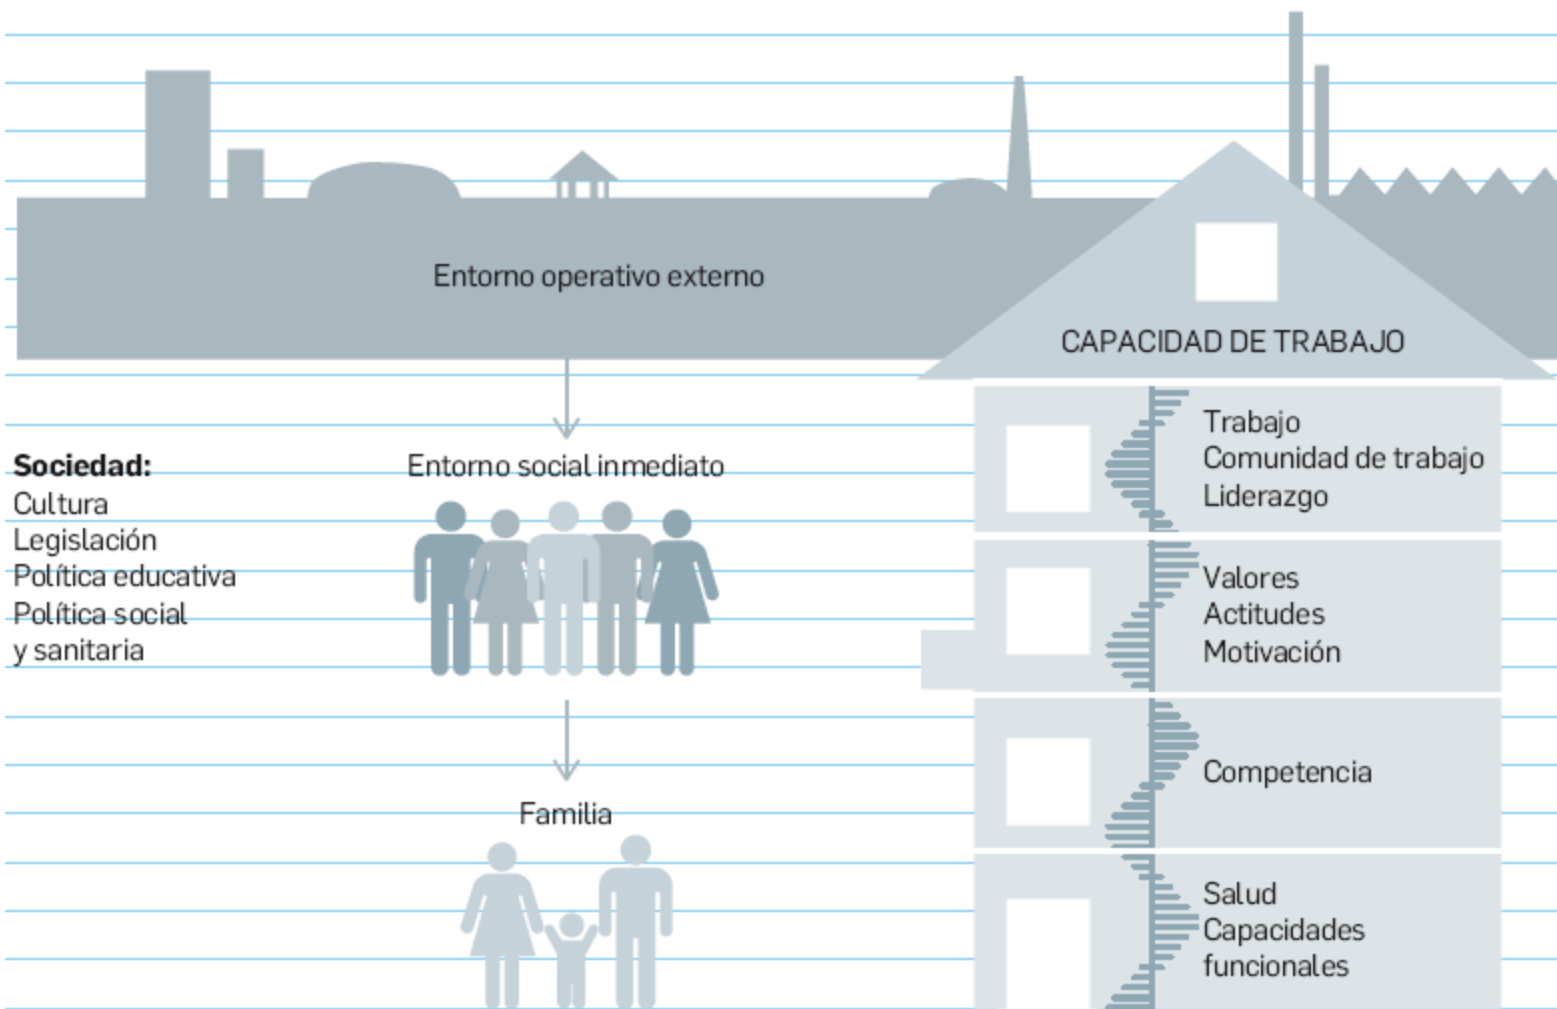 Entorno operativo externo
CAPACIDAD DE TRABAJO
Sociedad:
Cultura
Legislación
Política educativa
Política social
y sanitaria
Entorno social inmediato
Familia
Trabajo
Comunidad de trabajo
Liderazgo
Valores
Actitudes
Motivación
Competencia
Salud
Capacidades
funcionales